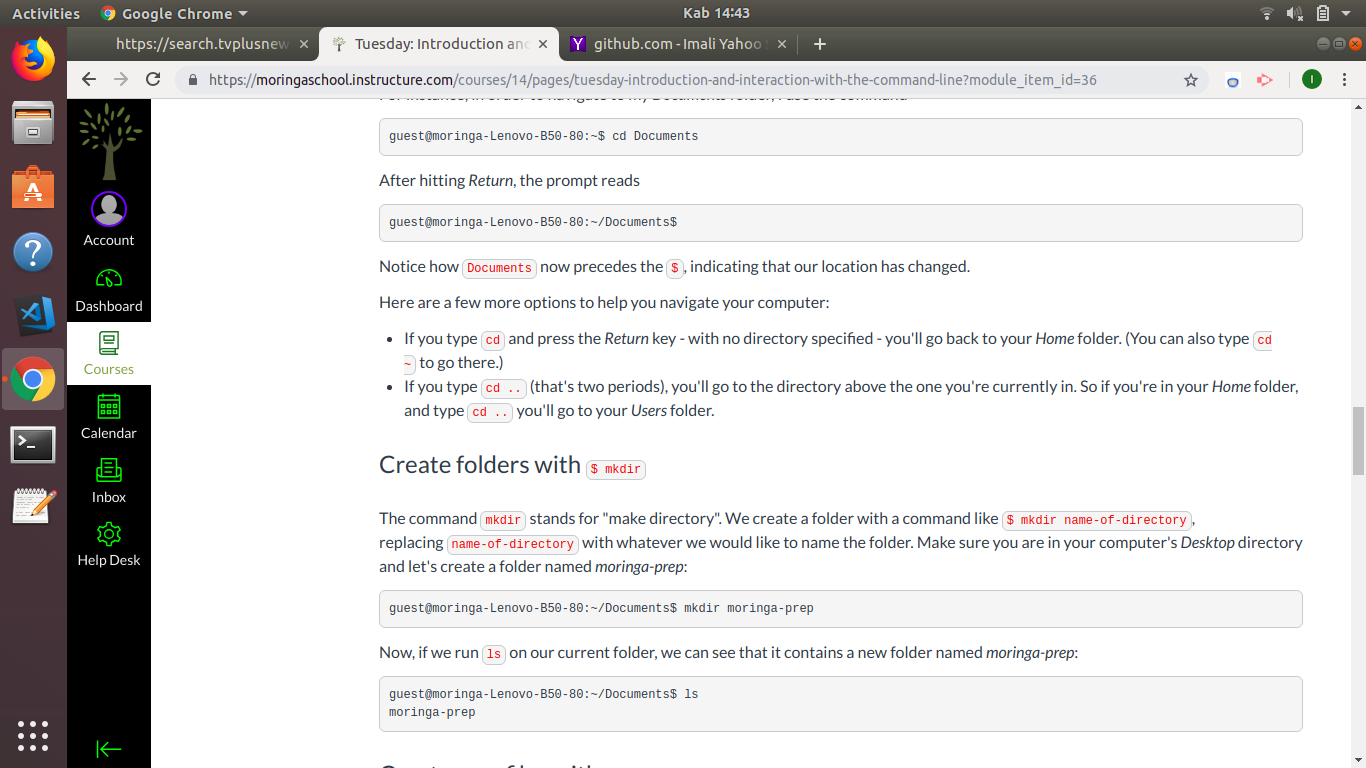 Activities Google Chrome Kab 14:43
https://search.tvplusnew Tuesday: Introduction an github.com - Imali Yahoo
https://moringaschool.instructure.com/courses/14/pages/tuesday-introduction-and-interaction-with-the-command-line?module_item_id=36 I
guest@moringa-Lenovo-B50-80:~$ cd Documents
After hitting Return, the prompt reads
guest@moringa-Lenovo-B50-80:~/Documents$
Notice how Documents now precedes the $, indicating that our location has changed.
Here are a few more options to help you navigate your computer:
• If you type cd and press the Return key - with no directory specified - you'll go back to your Home folder. (You can also type cd
~ to go there.)
• If you type cd .. (that's two periods), you'll go to the directory above the one you're currently in. So if you're in your Home folder,
and type cd .. you'll go to your Users folder.
Create folders with $ mkdir
The command mkdir stands for "make directory". We create a folder with a command like $ mkdir name-of-directory,
replacing name-of-directory with whatever we would like to name the folder. Make sure you are in your computer's Desktop directory
and let's create a folder named moringa-prep:
guest@moringa-Lenovo-B50-80:~/Documents$ mkdir moringa-prep
Now, if we run ls on our current folder, we can see that it contains a new folder named moringa-prep:
guest@moringa-Lenovo-B50-80:~/Documents$ ls
moringa-prep
Account
Dashboard
Courses
Calendar
Inbox
Help Desk